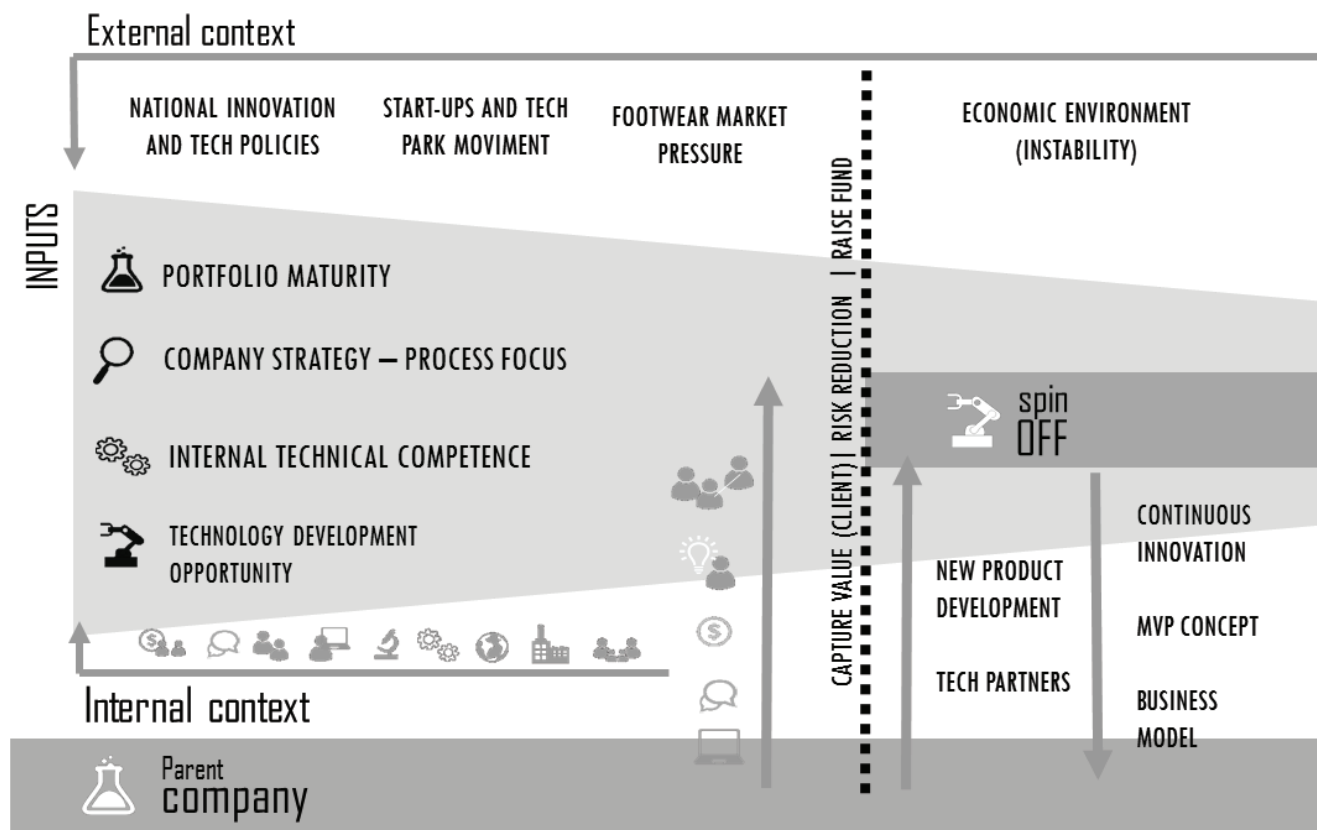 External context
NATIONAL INNOVATION
AND TECH POLICIES
START-UPS AND TECH
PARK MOVIMENT
FOOTWEAR MARKET
PRESSURE
ECONOMIC ENVIRONMENT
(INSTABILITY)
INPUTS
PORTFOLIO MATURITY
COMPANY STRATEGY – PROCESS FOCUS
INTERNAL TECHNICAL COMPETENCE
TECHNOLOGY DEVELOPMENT
OPPORTUNITY
CAPTURE VALUE (CLIENT) | RISK REDUCTION | RAISE FUND
spin
OFF
NEW PRODUCT
DEVELOPMENT
TECH PARTNERS
CONTINUOUS
INNOVATION
MVP CONCEPT
BUSINESS
MODEL
Internal context
Parent
company